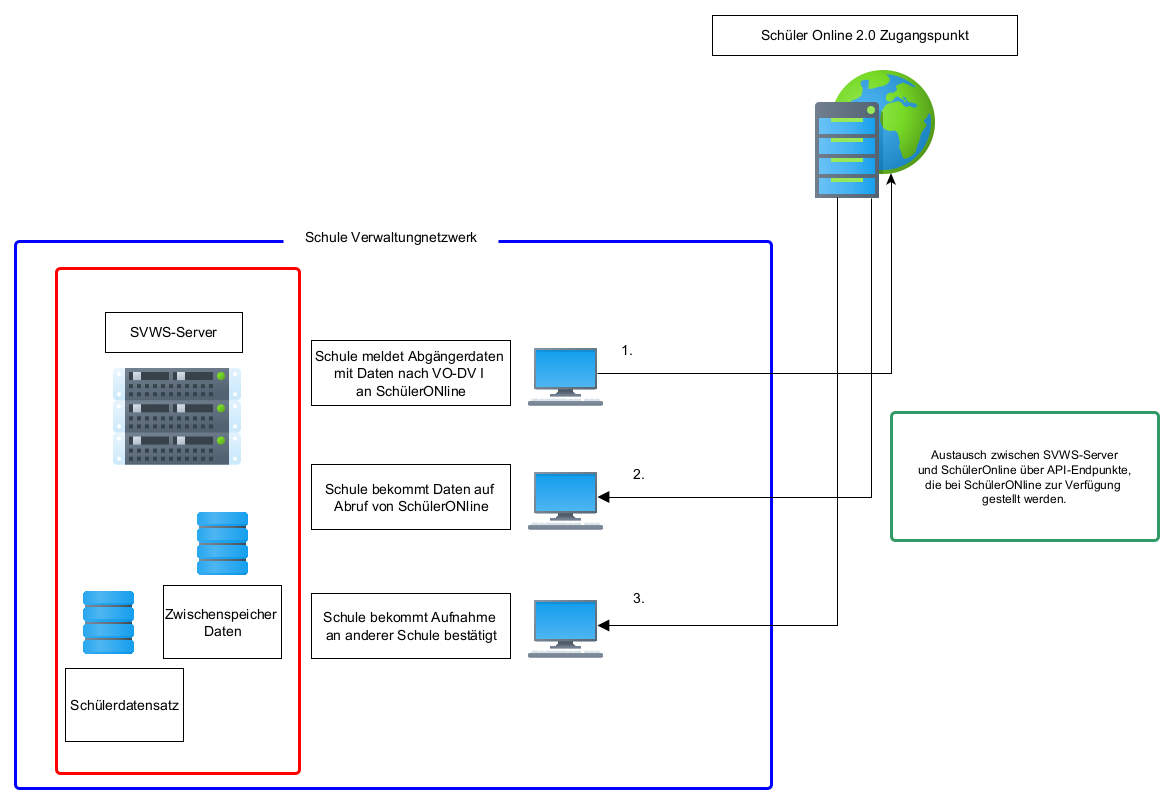 Schüler Online 2.0 Zugangspunkt
Schule Verwaltungnetzwerk
SVWS-Server
Schule meldet Abgängerdaten
mit Daten nach VO-DV I
an SchülerONline
1.
Schule bekommt Daten auf
Abruf von SchülerONline
2.
Austausch zwischen SVWS-Server
und SchülerOnline über API-Endpunkte,
die bei SchülerONline zur Verfügung
gestellt werden.
Zwischenspeicher
Daten
Schule bekommt Aufnahme
an anderer Schule bestätigt
3.
Schülerdatensatz